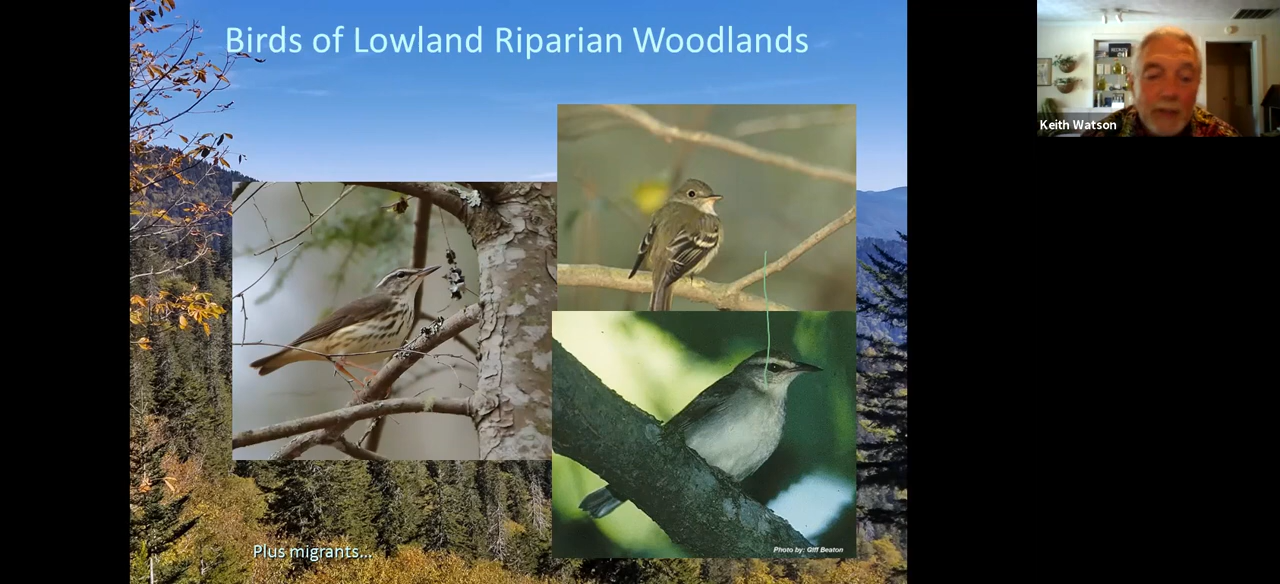 Birds of Lowland Riparian Woodlands
Keith Watson
Photo by: Giff Beaton
Plus migrants...